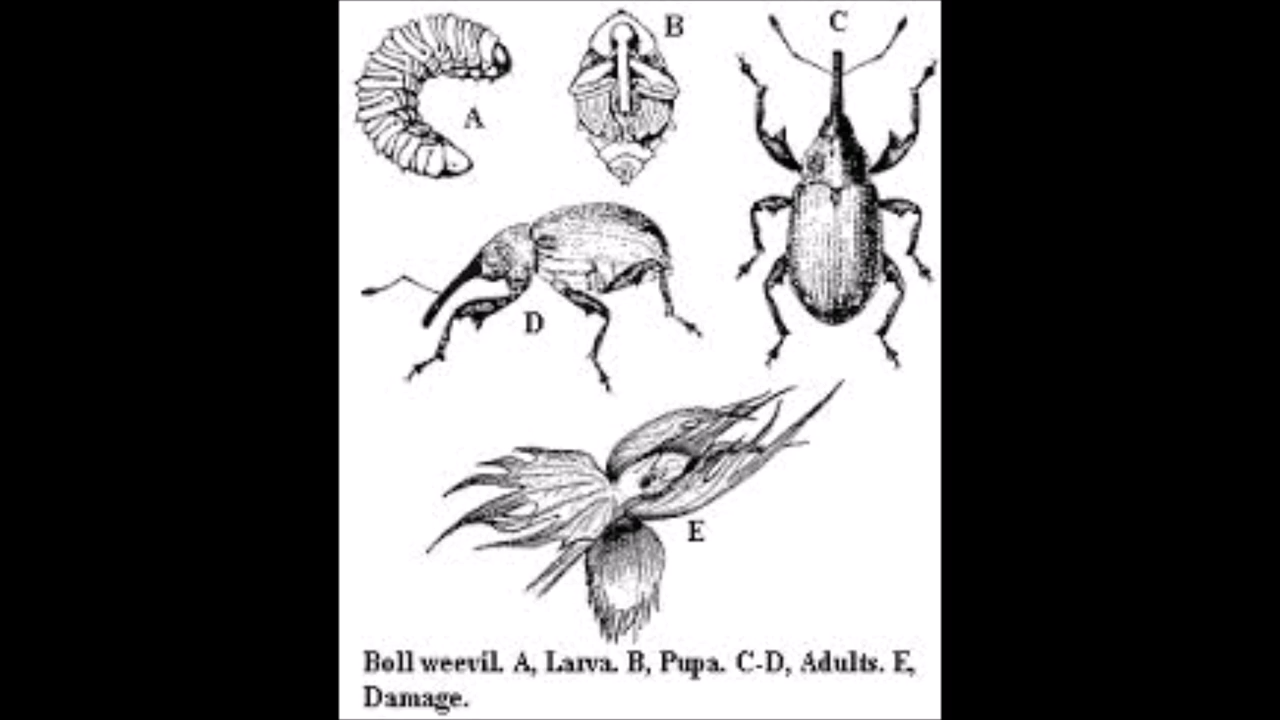 A
B
C
D
E
Boll weevil. A, Larva. B, Pupa. C-D, Adults. E,
Damage.